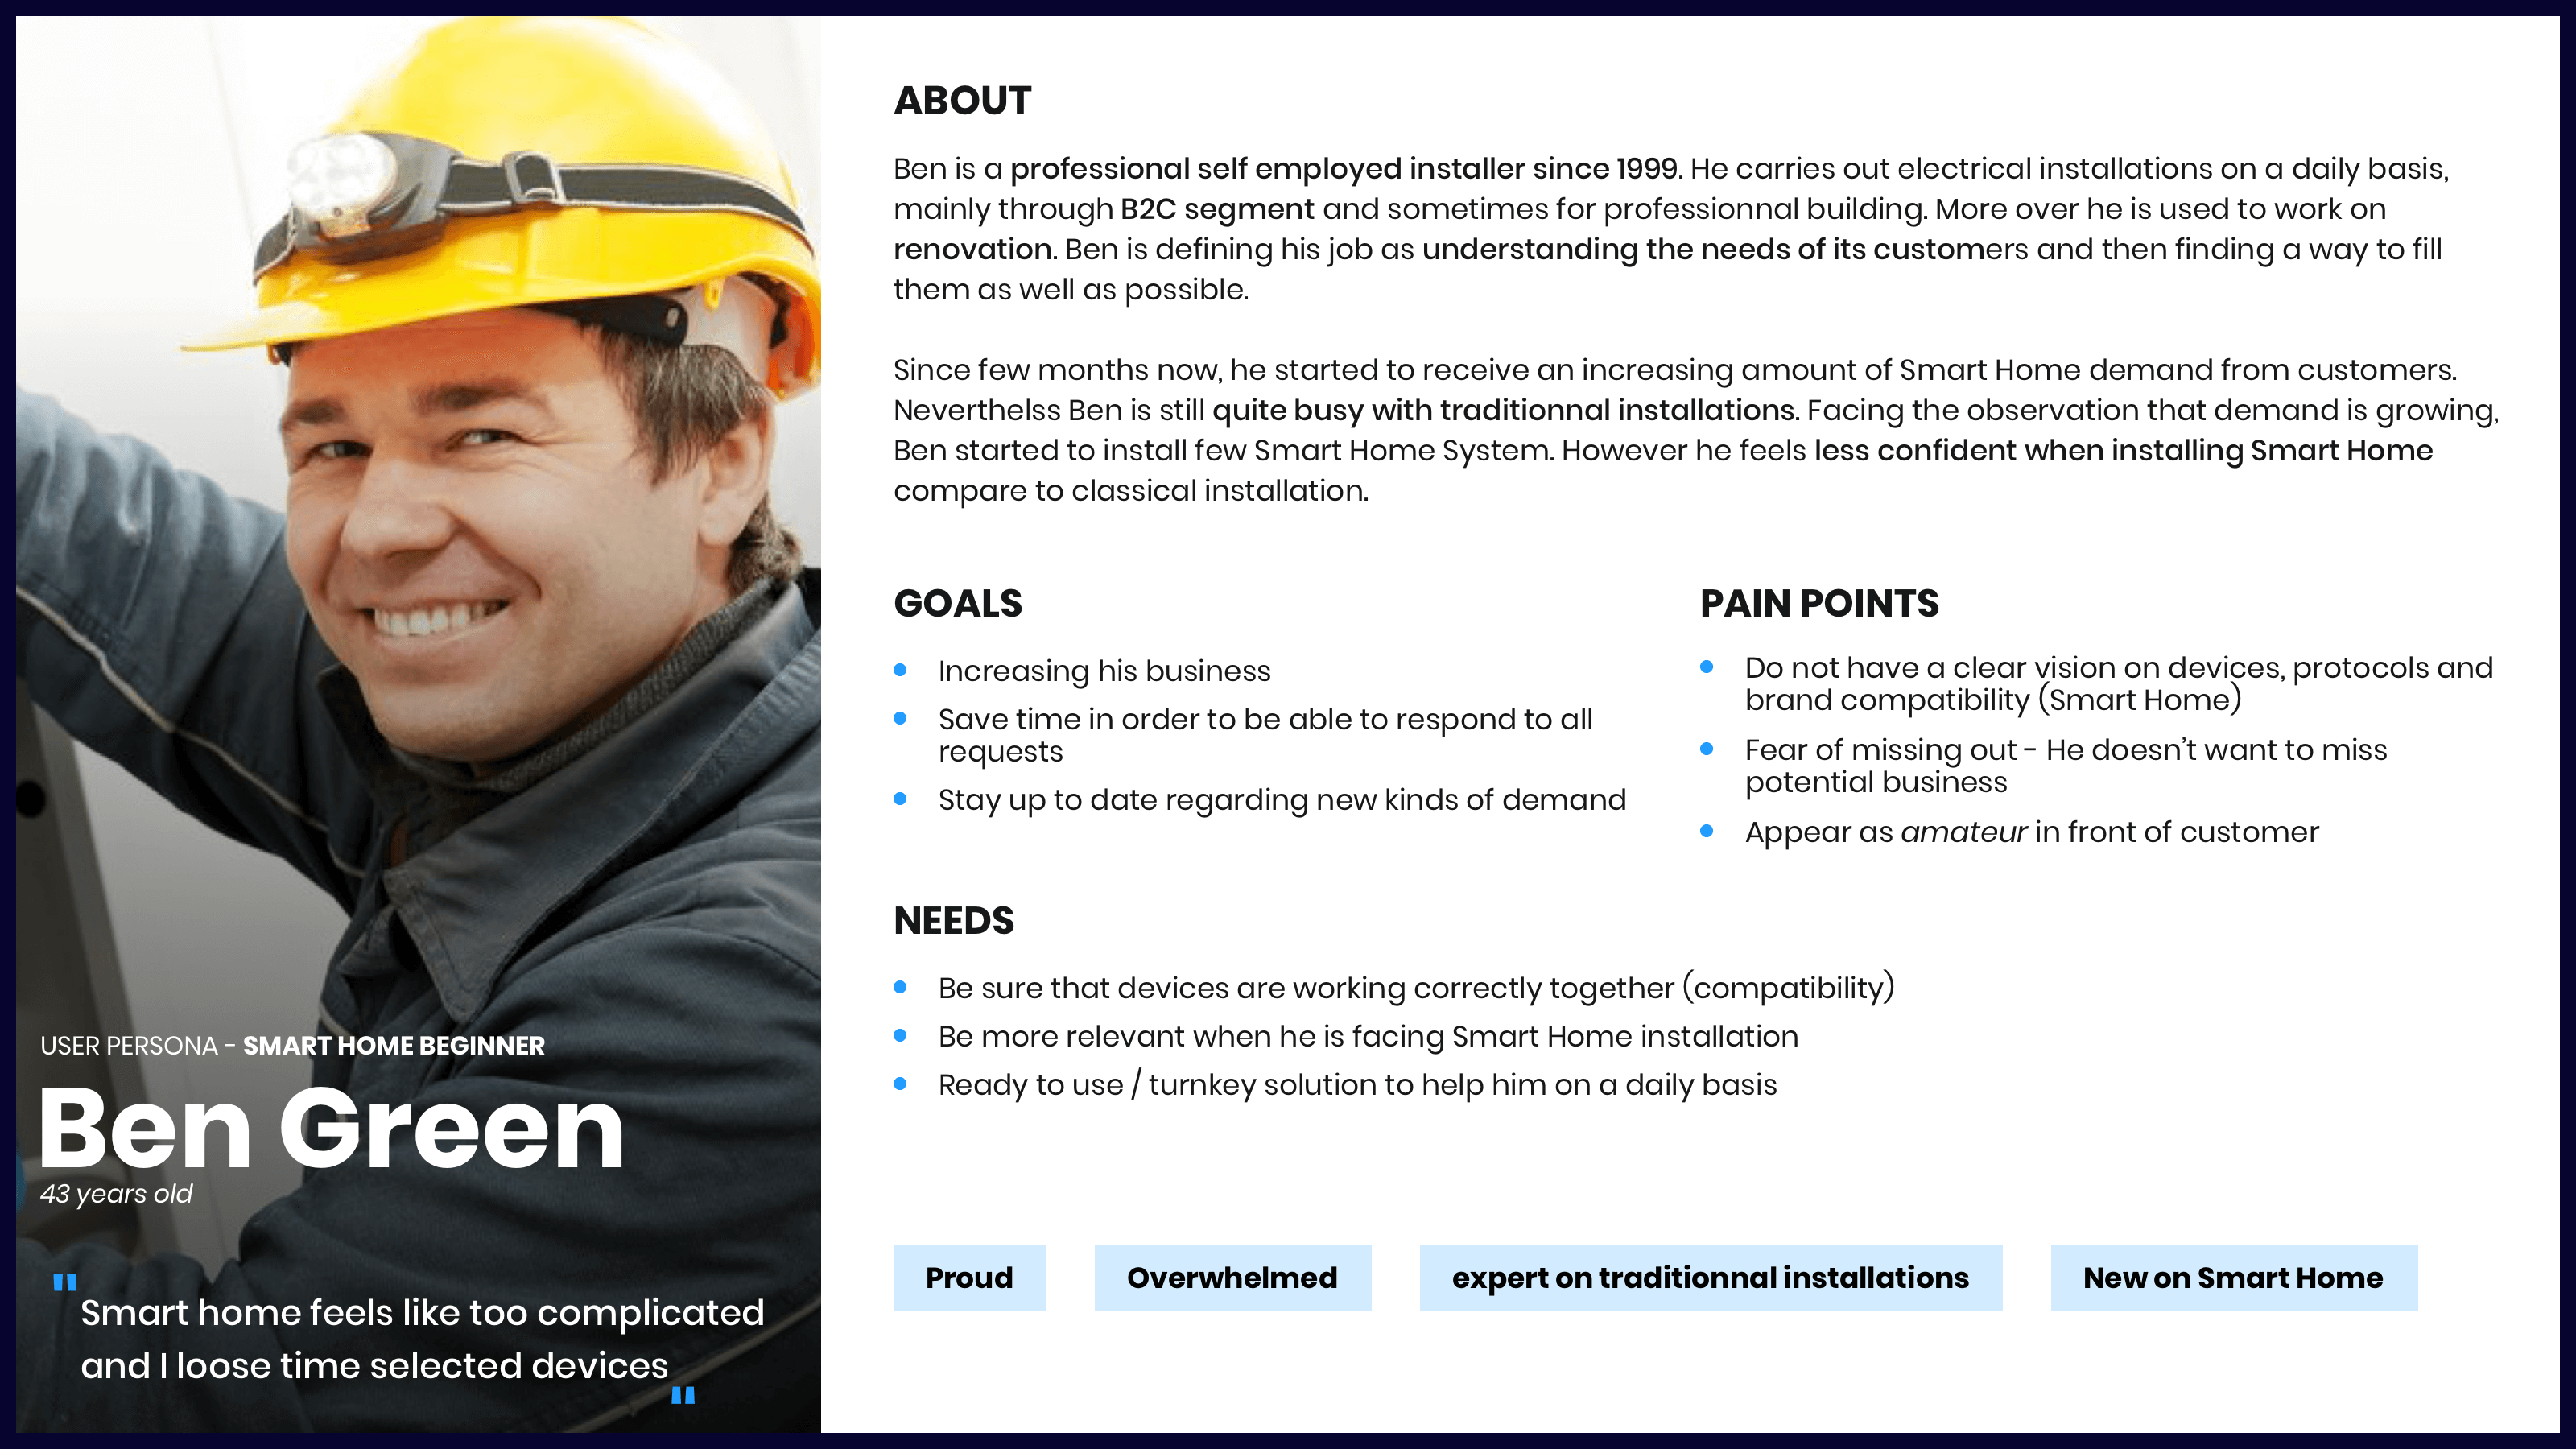 ABOUT
Ben is a professional self employed installer since 1999. He carries out electrical installations on a daily basis,
mainly through B2C segment and sometimes for professionnal building. More over he is used to work on
renovation. Ben is defining his job as understanding the needs of its customers and then finding a way to fill
them as well as possible.
Since few months now, he started to receive an increasing amount of Smart Home demand from customers.
Neverthelss Ben is still quite busy with traditionnal installations. Facing the observation that demand is growing,
Ben started to install few Smart Home System. However he feels less confident when installing Smart Home
compare to classical installation.
GOALS
Increasing his business
Save time in order to be able to respond to all
requests
Stay up to date regarding new kinds of demand
PAIN POINTS
Do not have a clear vision on devices, protocols and
brand compatibility (Smart Home)
Fear of missing out - He doesn’t want to miss
potential business
Appear as amateur in front of customer
NEEDS
Be sure that devices are working correctly together (compatibility)
Be more relevant when he is facing Smart Home installation
Ready to use / turnkey solution to help him on a daily basis
USER PERSONA - SMART HOME BEGINNER
Ben Green
43 years old
"Smart home feels like too complicated
and I loose time selected devices"
Proud
Overwhelmed
expert on traditionnal installations
New on Smart Home